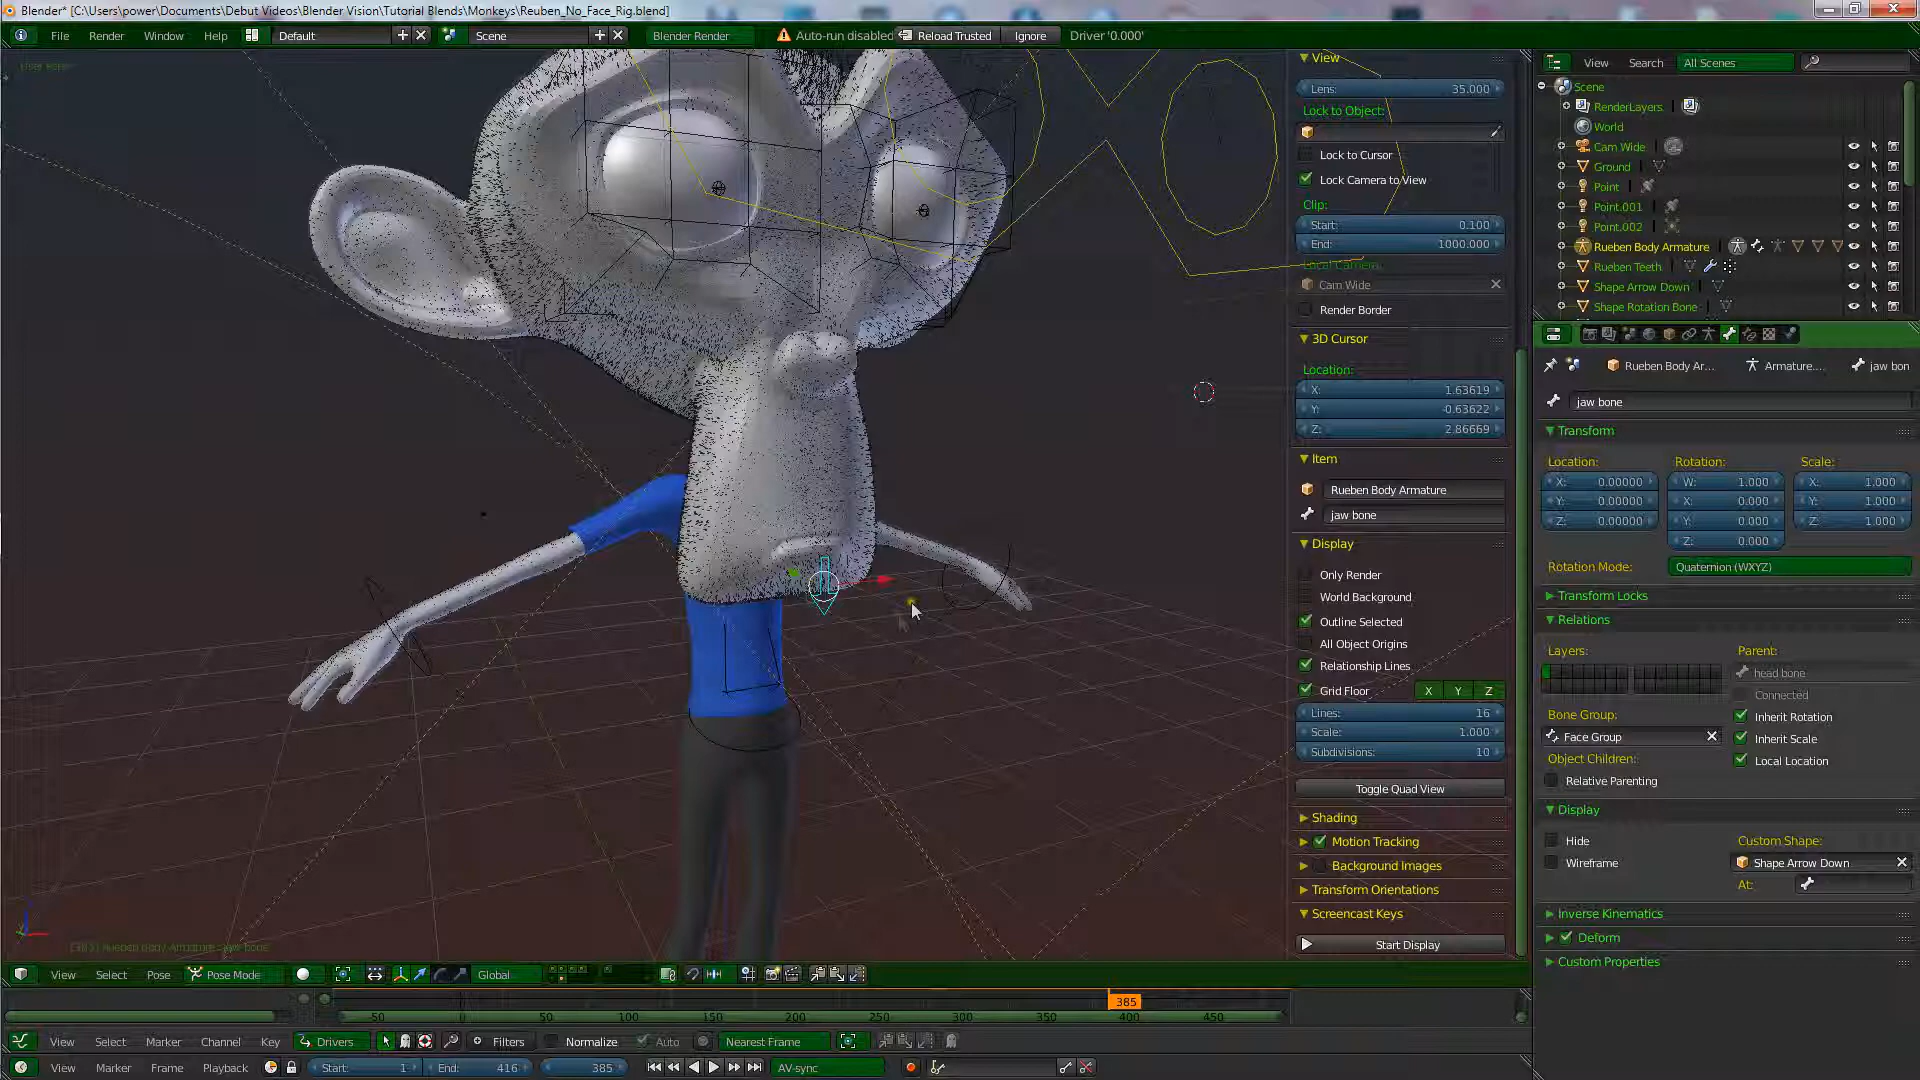 Blender* [C:\Users\power\Documents\Debut Videos\Blender Vision\Tutorial Blends\Monkeys\Reuben_No_Face_Rig.blend]
File Render Window Help Default Scene Blender Render Auto-run disabled Reload Trusted Ignore Driver '0.000'
View
Lens: 35.000
Lock to Object:
Lock to Cursor
Lock Camera to View
Clip:
Start: 0.100
End: 1000.000
Local Camera:
Cam Wide
Render Border
3D Cursor
Location:
X: 1.63619
Y: -0.63622
Z: 2.86669
Item
Rueben Body Armature
jaw bone
Display
Only Render
World Background
Outline Selected
All Object Origins
Relationship Lines
Grid Floor X Y Z
Lines: 16
Scale: 1.000
Subdivisions: 10
Toggle Quad View
Shading
Motion Tracking
Background Images
Transform Orientations
Screencast Keys
Start Display
View Search All Scenes
Scene
RenderLayers
World
Cam Wide
Ground
Point
Point.001
Point.002
Rueben Body Armature
Rueben Teeth
Shape Arrow Down
Shape Rotation Bone
Rueben Body Ar... Armature.... jaw bon
jaw bone
Transform
Location: Rotation: Scale:
X: 0.00000 W: 1.000 X: 1.000
Y: 0.00000 X: 0.000 Y: 1.000
Z: 0.00000 Y: 0.000 Z: 1.000
Z: 0.000
Rotation Mode: Quaternion (WXYZ)
Transform Locks
Relations
Layers: Parent:
head bone
Connected
Bone Group: Inherit Rotation
Face Group Inherit Scale
Object Children: Local Location
Relative Parenting
Display
Hide Custom Shape:
Wireframe Shape Arrow Down
At:
Inverse Kinematics
Deform
Custom Properties
(385) Rueben Body Armature : jaw bone
View Select Pose Pose Mode Global
-50 0 50 100 150 200 250 300 350 385 400 450
View Select Marker Channel Key Drivers Filters Normalize Auto Nearest Frame
View Marker Frame Playback Start: 1 End: 416 385 AV-sync